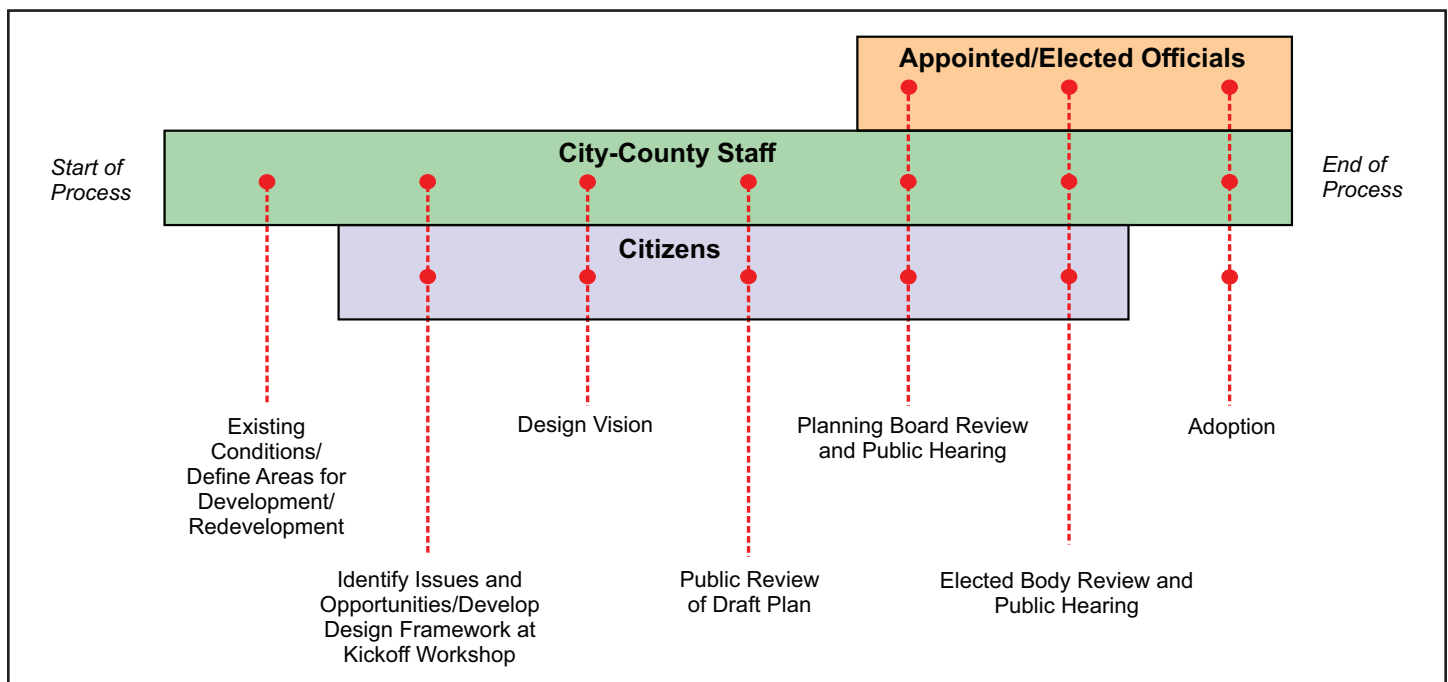 Appointed/Elected Officials
City-County Staff
Start of
Process
End of
Process
Citizens
Existing
Conditions/
Define Areas for
Development/
Redevelopment
Design Vision
Planning Board Review
and Public Hearing
Adoption
Identify Issues and
Opportunities/Develop
Design Framework at
Kickoff Workshop
Public Review
of Draft Plan
Elected Body Review and
Public Hearing